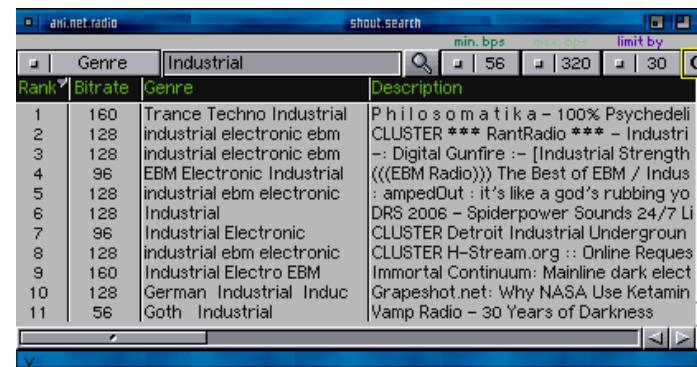 axi.net.radio shout.search
min. bps max. bps limit by
Genre Industrial 56 320 30
Rank Bitrate Genre Description
1 160 Trance Techno Industrial Philosomatika – 100% Psychedeli
2 128 industrial electronic ebm CLUSTER *** RantRadio *** – Industri
3 128 industrial electronic ebm –: Digital Gunfire :– [Industrial Strength
4 96 EBM Electronic Industrial (((EBM Radio))) The Best of EBM / Indus
5 128 industrial ebm electronic : ampedOut : it's like a god's rubbing yo
6 128 Industrial DRS 2006 – Spiderpower Sounds 24/7 Li
7 96 Industrial Electronic CLUSTER Detroit Industrial Undergroun
8 128 industrial ebm electronic CLUSTER H-Stream.org :: Online Reques
9 160 Industrial Electro EBM Immortal Continuum: Mainline dark elect
10 128 German Industrial Induc Grapeshot.net: Why NASA Use Ketamin
11 56 Goth Industrial Vamp Radio – 30 Years of Darkness